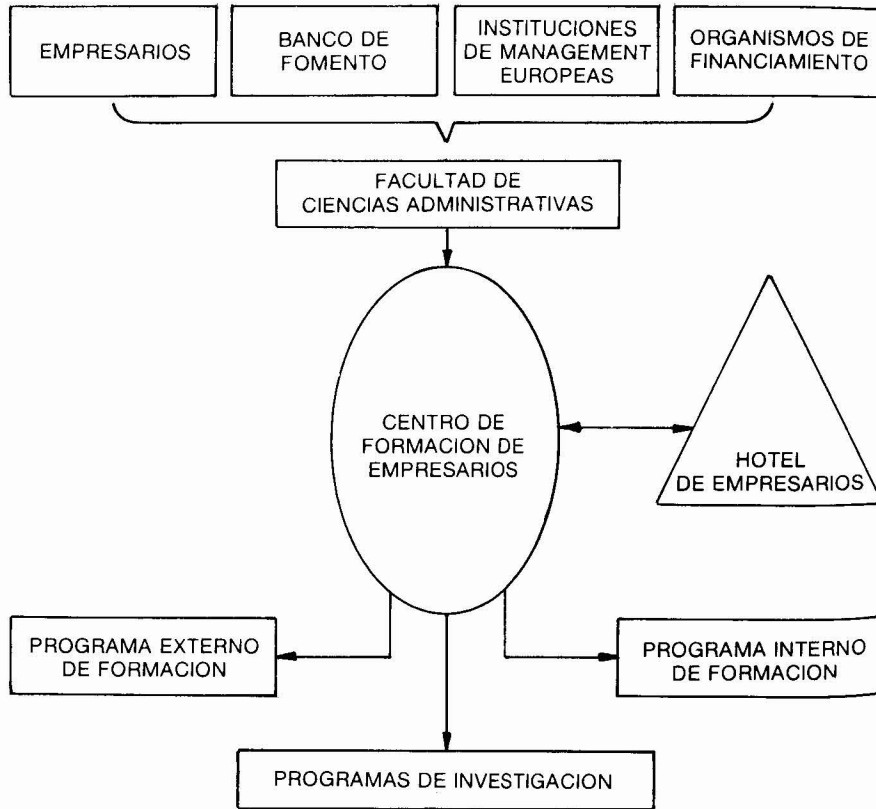 EMPRESARIOS
BANCO DE
FOMENTO
INSTITUCIONES
DE MANAGEMENT
EUROPEAS
ORGANISMOS DE
FINANCIAMIENTO
FACULTAD DE
CIENCIAS ADMINISTRATIVAS
CENTRO DE
FORMACION DE
EMPRESARIOS
HOTEL
DE EMPRESARIOS
PROGRAMA EXTERNO
DE FORMACION
PROGRAMA INTERNO
DE FORMACION
PROGRAMAS DE INVESTIGACION